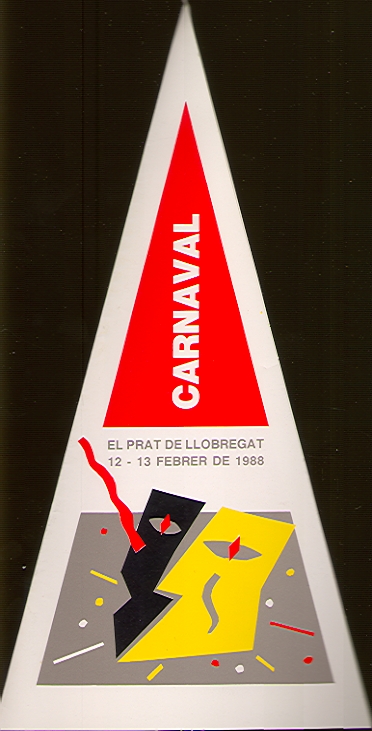 CARNAVAL
EL PRAT DE LLOBREGAT
12 - 13 FEBRER DE 1988